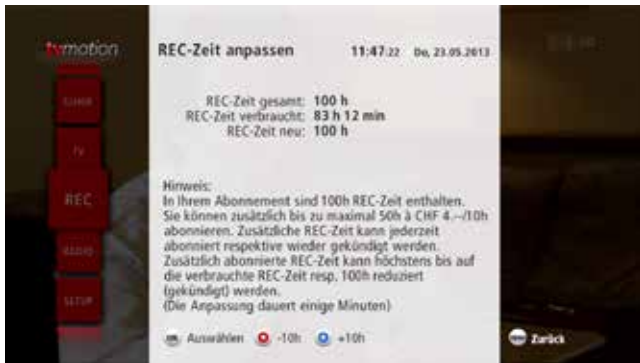 tvmotion
REC-Zeit anpassen 11:47:22 Do, 23.05.2013
REC-Zeit gesamt: 100 h
REC-Zeit verbraucht: 83 h 12 min
REC-Zeit neu: 100 h
TV
REC
RADIO
SETUP
Hinweis:
In Ihrem Abonnement sind 100h REC-Zeit enthalten.
Sie können zusätzlich bis zu maximal 50h à CHF 4.--/10h
abonnieren. Zusätzliche REC-Zeit kann jederzeit
abonniert respektive wieder gekündigt werden.
Zusätzlich abonnierte REC-Zeit kann höchstens bis auf
die verbrauchte REC-Zeit resp. 100h reduziert
(gekündigt) werden.
(Die Anpassung dauert einige Minuten)
Auswählen -10h +10h
Zurück